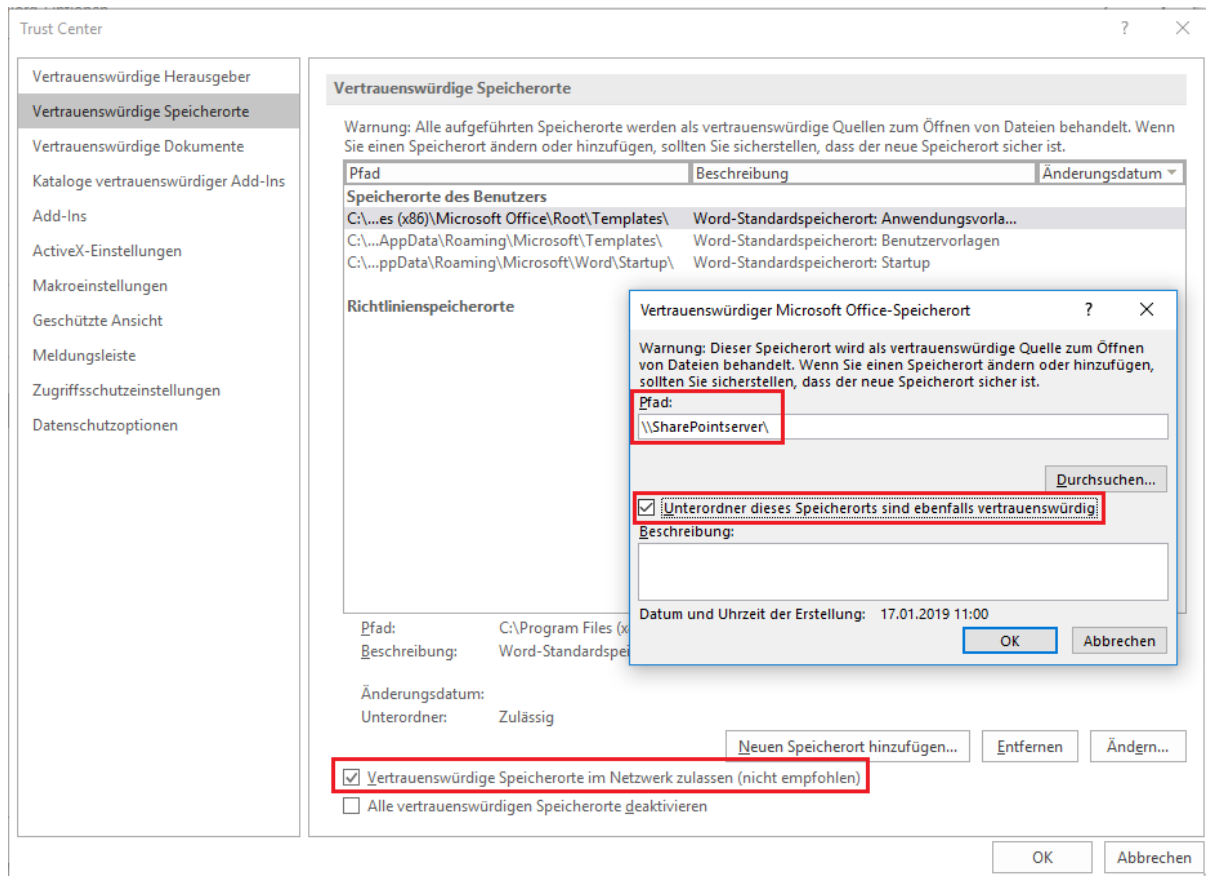 Trust Center
?
Vertrauenswürdige Herausgeber
Vertrauenswürdige Speicherorte
Vertrauenswürdige Dokumente
Kataloge vertrauenswürdiger Add-Ins
Add-Ins
ActiveX-Einstellungen
Makroeinstellungen
Geschützte Ansicht
Meldungsleiste
Zugriffsschutzeinstellungen
Datenschutzoptionen
Vertrauenswürdige Speicherorte
Warnung: Alle aufgeführten Speicherorte werden als vertrauenswürdige Quellen zum Öffnen von Dateien behandelt. Wenn
Sie einen Speicherort ändern oder hinzufügen, sollten Sie sicherstellen, dass der neue Speicherort sicher ist.
Pfad Beschreibung Änderungsdatum
Speicherorte des Benutzers
C:\...es (x86)\Microsoft Office\Root\Templates\ Word-Standardspeicherort: Anwendungsvorla...
C:\...AppData\Roaming\Microsoft\Templates\ Word-Standardspeicherort: Benutzervorlagen
C:\...ppData\Roaming\Microsoft\Word\Startup\ Word-Standardspeicherort: Startup
Richtlinienspeicherorte
Vertrauenswürdiger Microsoft Office-Speicherort ?
Warnung: Dieser Speicherort wird als vertrauenswürdige Quelle zum Öffnen
von Dateien behandelt. Wenn Sie einen Speicherort ändern oder hinzufügen,
sollten Sie sicherstellen, dass der neue Speicherort sicher ist.
Pfad:
\\SharePointserver\
Durchsuchen...
Unterordner dieses Speicherorts sind ebenfalls vertrauenswürdig
Beschreibung:
Datum und Uhrzeit der Erstellung: 17.01.2019 11:00
OK Abbrechen
Pfad: C:\Program Files (x
Beschreibung: Word-Standardspei
Änderungsdatum:
Unterordner: Zulässig
Neuen Speicherort hinzufügen... Entfernen Ändern...
Vertrauenswürdige Speicherorte im Netzwerk zulassen (nicht empfohlen)
Alle vertrauenswürdigen Speicherorte deaktivieren
OK Abbrechen